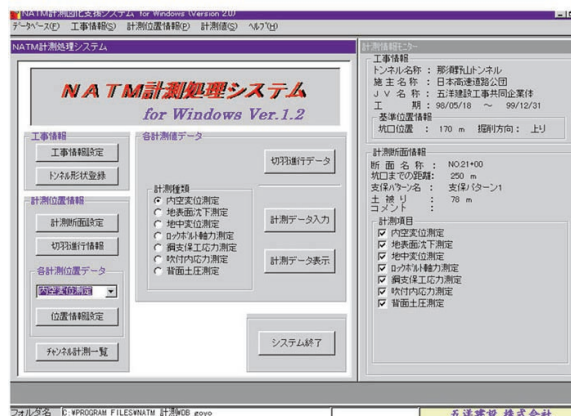 NATM計測図化支援システム for Windows (Version 2.0)
データベース(F) 工事情報(S) 計測位置情報(P) 計測値(S) ヘルプ(H)
NATM計測処理システム
NATM計測処理システム
for Windows Ver.1.2
工事情報
工事情報設定
トンネル形状登録
計測位置情報
計測断面設定
切羽進行情報
各計測位置データ
内空変位測定
位置情報設定
チャンネル計測一覧
各計測値データ
切羽進行データ
計測種類
内空変位測定
地表面沈下測定
地中変位測定
ロックボルト軸力測定
鋼支保工応力測定
吹付内応力測定
背面土圧測定
計測データ入力
計測データ表示
システム終了
計測情報モニター
工事情報
トンネル名称: 那須野山トンネル
施主名称: 日本高速道路公団
JV名称: 五洋建設工事共同企業体
工期: 98/05/18 ~ 99/12/31
基準位置情報
坑口位置: 170 m 掘削方向: 上り
計測断面情報
断面名称: NO.21+00
坑口までの距離: 250 m
支保パターン名: 支保パターン1
土被り: 78 m
コメント:
計測項目
内空変位測定
地表面沈下測定
地中変位測定
ロックボルト軸力測定
鋼支保工応力測定
吹付内応力測定
背面土圧測定
フォルダ名 C:¥PROGRAM FILES¥NATM 計測¥DB goyo
五洋建設 株式会社